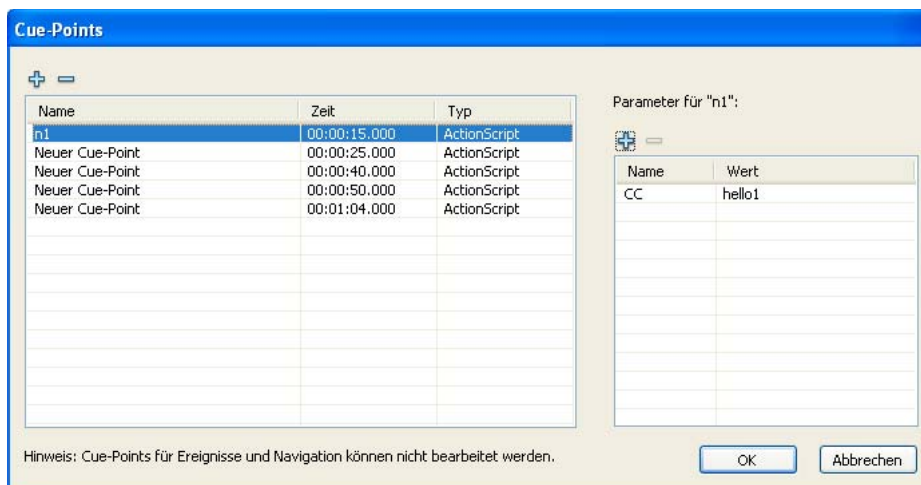 Cue-Points
Name Zeit Typ
n1 00:00:15.000 ActionScript
Neuer Cue-Point 00:00:25.000 ActionScript
Neuer Cue-Point 00:00:40.000 ActionScript
Neuer Cue-Point 00:00:50.000 ActionScript
Neuer Cue-Point 00:01:04.000 ActionScript
Parameter für "n1":
Name Wert
CC hello1
Hinweis: Cue-Points für Ereignisse und Navigation können nicht bearbeitet werden.
OK Abbrechen